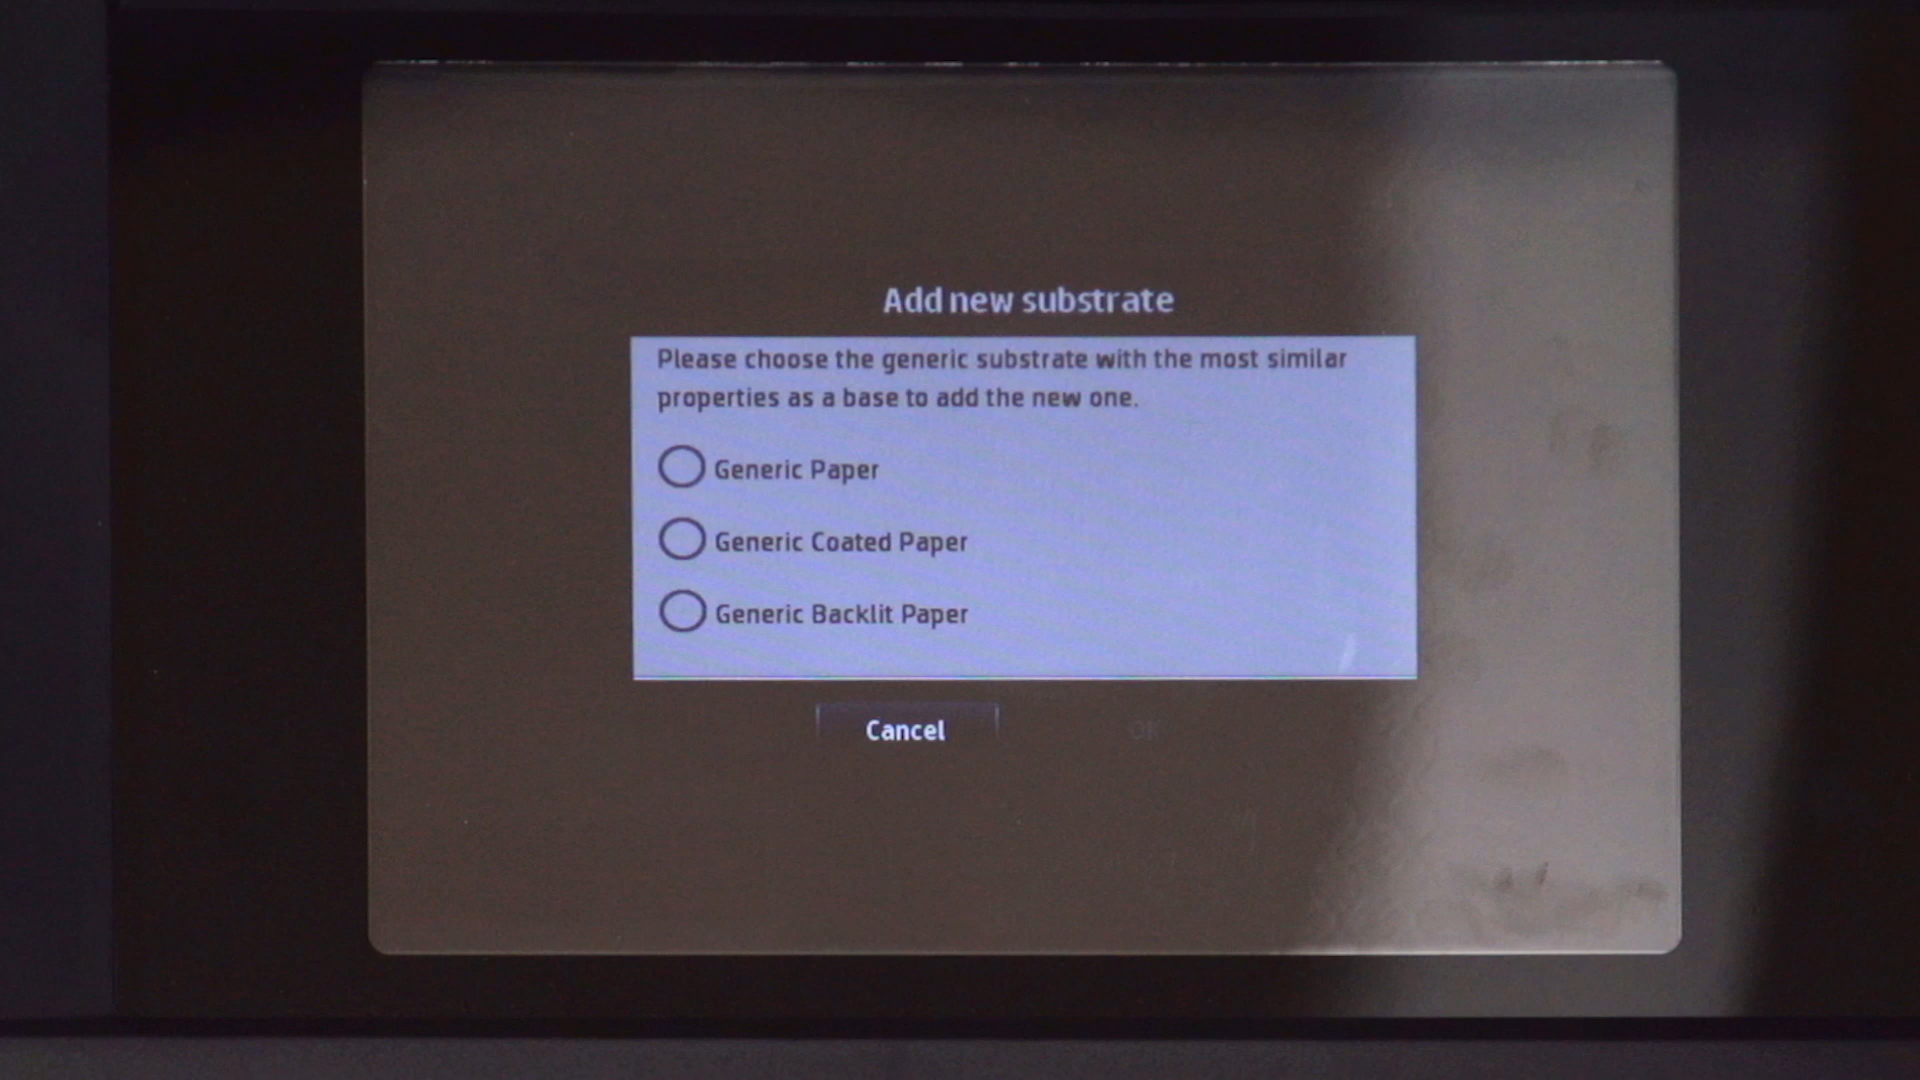 Add new substrate
Please choose the generic substrate with the most similar
properties as a base to add the new one.
Generic Paper
Generic Coated Paper
Generic Backlit Paper
Cancel
OK